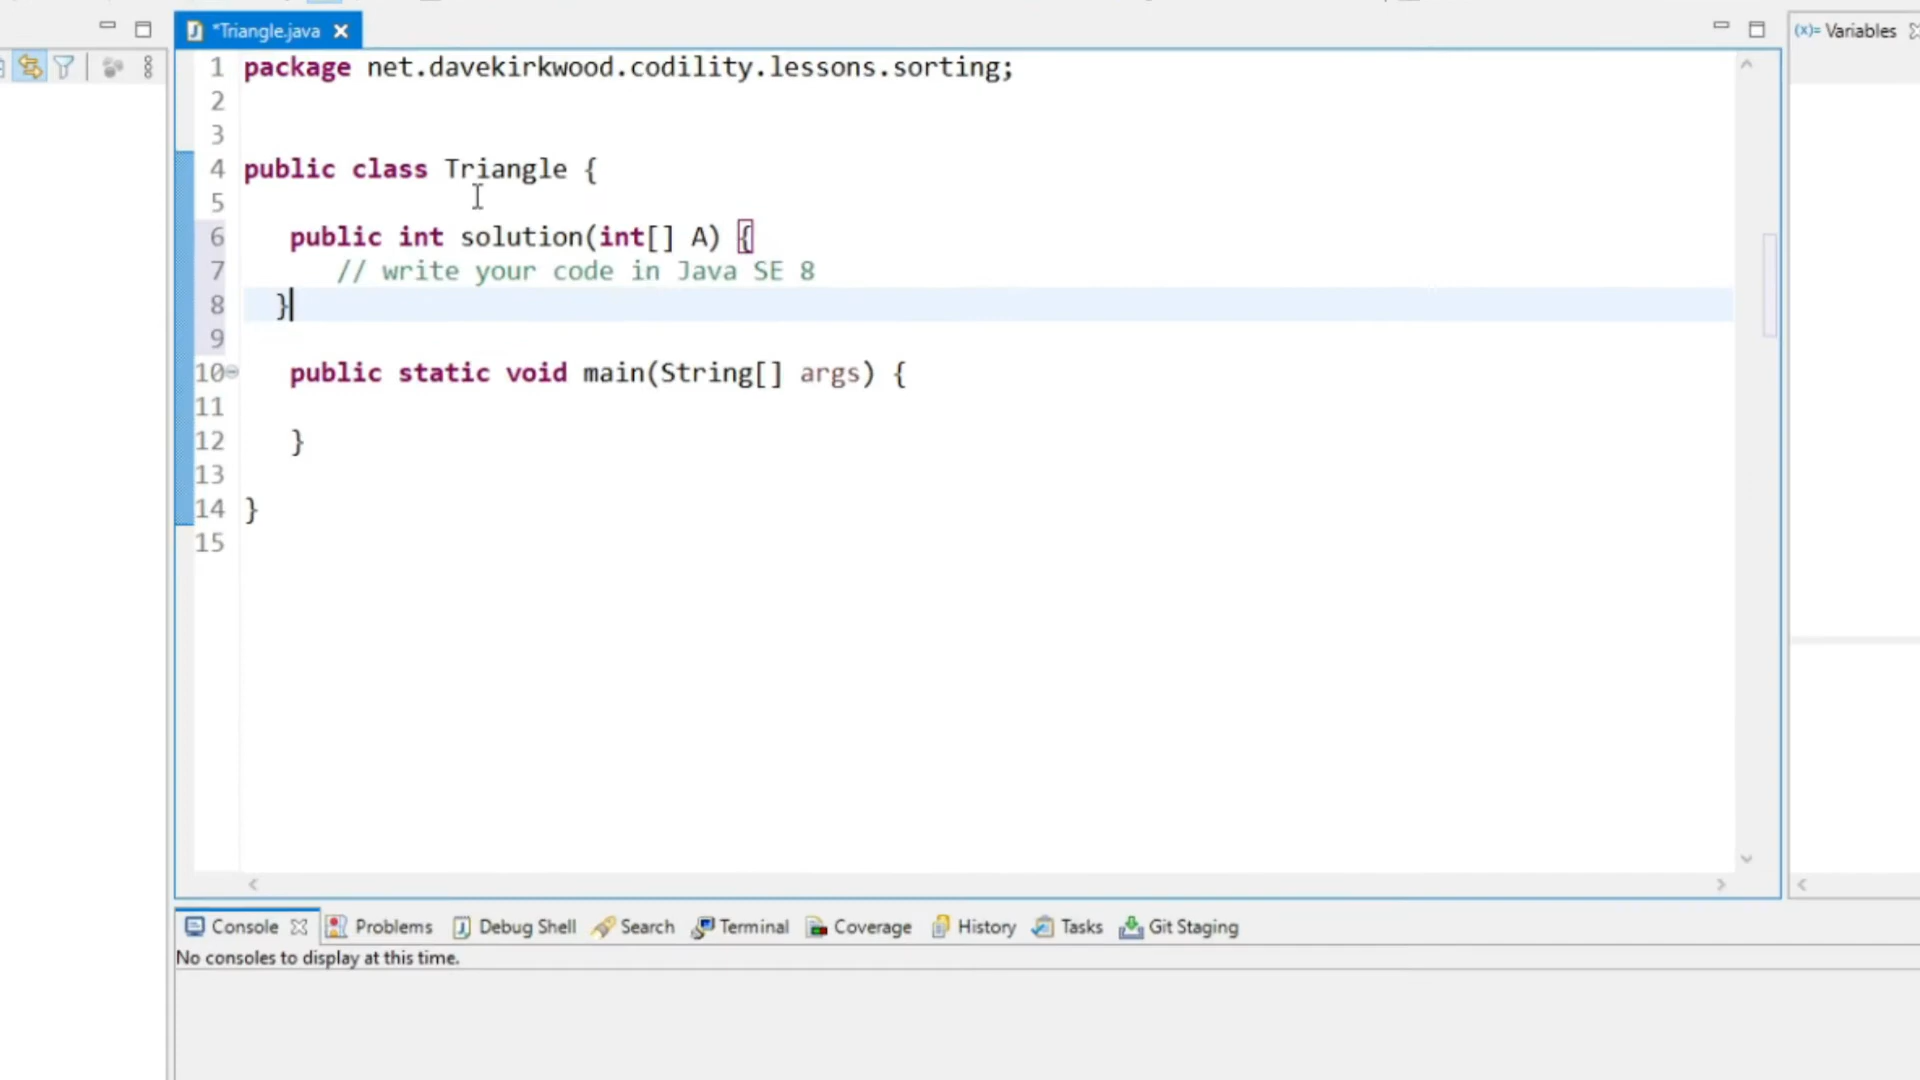 *Triangle.java
(x)= Variables
1 package net.davekirkwood.codility.lessons.sorting;
2
3
4 public class Triangle {
5
6 public int solution(int[] A) {
7 // write your code in Java SE 8
8 }
9
10 public static void main(String[] args) {
11
12 }
13
14 }
15
Console Problems Debug Shell Search Terminal Coverage History Tasks Git Staging
No consoles to display at this time.